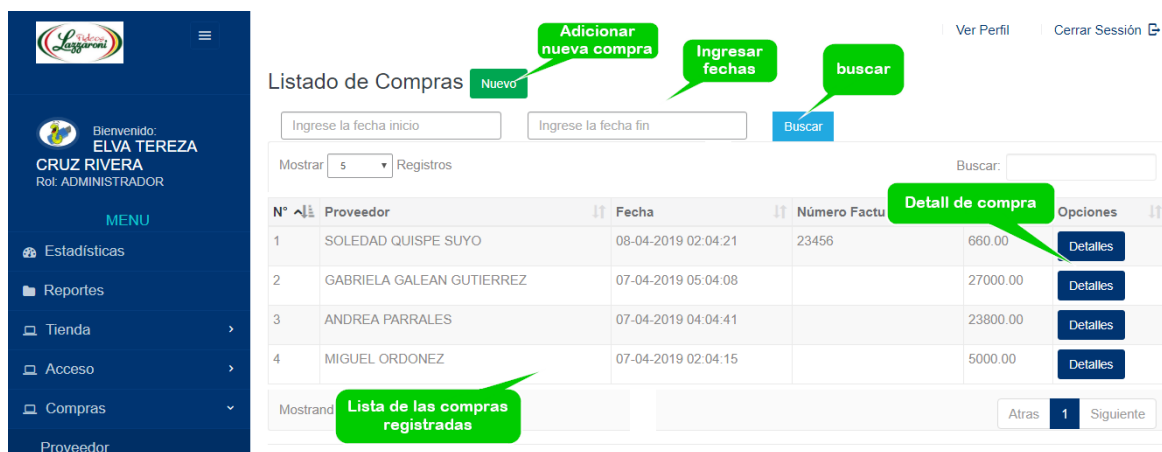 Fideos
Lazzaroni
Adicionar
nueva compra
Ingresar
fechas
buscar
Ver Perfil
Cerrar Sessión
Listado de Compras Nuevo
Ingrese la fecha inicio
Ingrese la fecha fin
Buscar
Bienvenido:
ELVA TEREZA
CRUZ RIVERA
Rol: ADMINISTRADOR
MENU
Estadísticas
Reportes
Tienda
Acceso
Compras
Proveedor
Mostrar 5 Registros
Buscar:
Detall de compra
N° Proveedor Fecha Número Factu Opciones
1 SOLEDAD QUISPE SUYO 08-04-2019 02:04:21 23456 660.00 Detalles
2 GABRIELA GALEAN GUTIERREZ 07-04-2019 05:04:08 27000.00 Detalles
3 ANDREA PARRALES 07-04-2019 04:04:41 23800.00 Detalles
4 MIGUEL ORDONEZ 07-04-2019 02:04:15 5000.00 Detalles
Mostrand
Lista de las compras
registradas
Atras 1 Siguiente